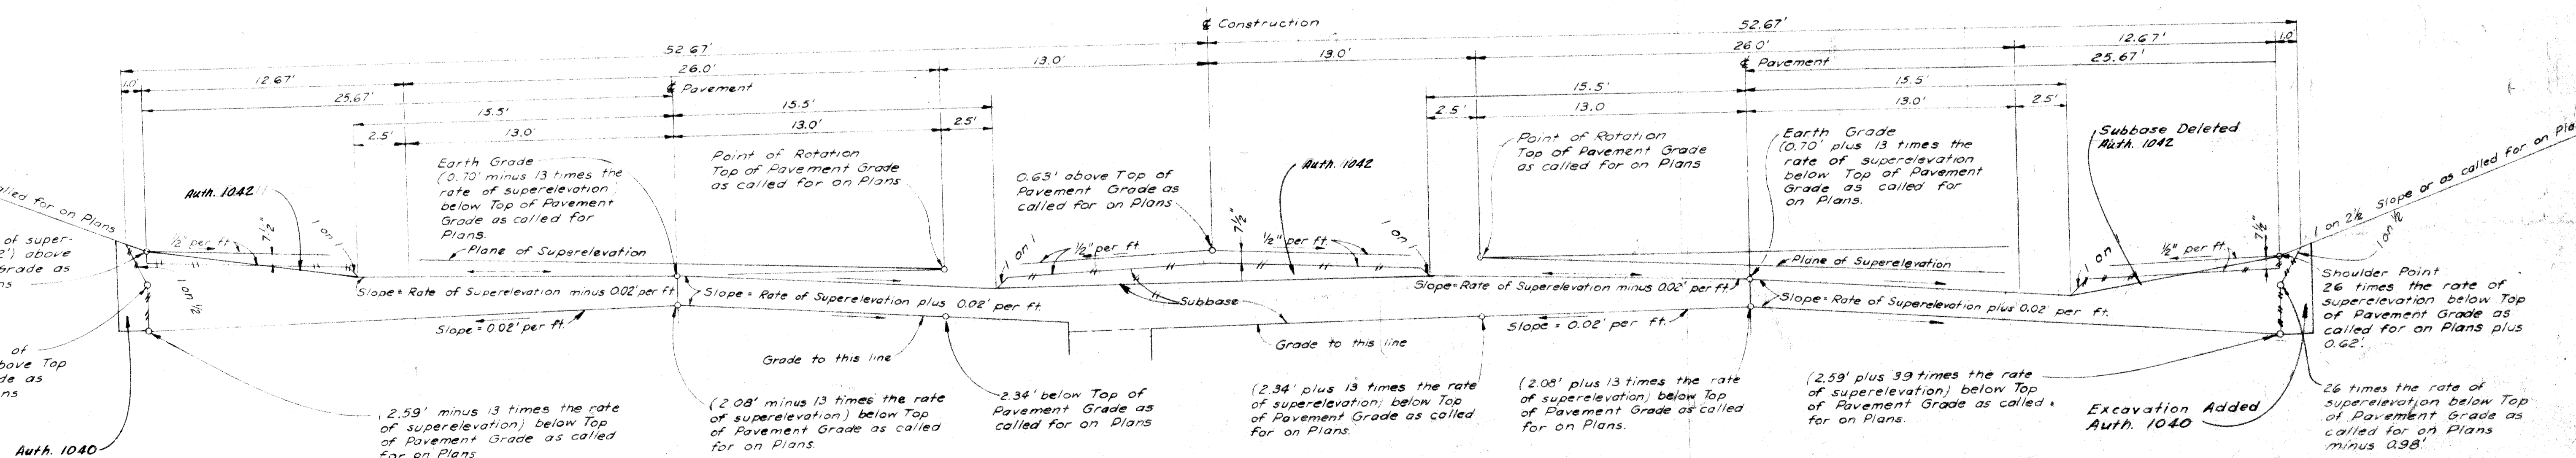 ℄ Construction
52.67'
52.67'
12.67'
1.0'
26.0'
13.0'
13.0'
26.0'
1.0'
12.67'
℄ Pavement
℄ Pavement
25.67'
25.67'
15.5'
15.5'
15.5'
15.5'
2.5'
13.0'
13.0'
2.5'
2.5'
13.0
13.0'
2.5'
called for on Plans
Auth. 1042
Earth Grade
(0.70' minus 13 times the
rate of superelevation
below Top of Pavement
Grade as called for
Plans.
Point of Rotation
Top of Pavement Grade
as called for on Plans
0.63' above Top of
Pavement Grade as
called for on Plans
Auth. 1042
Point of Rotation
Top of Pavement Grade
as called for on Plans
Earth Grade
(0.70' plus 13 times the
rate of superelevation
below Top of Pavement
Grade as called for
on Plans.
Subbase Deleted
Auth. 1042
1 on 2½ Slope or as called for on Pla
1 on ½
of super-
2') above
Grade as
ns
½" per ft.
7½"
1 on 1
1 on ½
Plane of Superelevation
1 on 1
½" per ft.
7½"
½" per ft.
1 on 1
Plane of Superelevation
1 on 1
½" per ft.
7½"
Slope = Rate of Superelevation minus 0.02' per ft.
Slope = Rate of Superelevation plus 0.02' per ft.
Subbase
Slope = Rate of Superelevation minus 0.02' per ft.
Slope = Rate of Superelevation plus 0.02' per ft.
Slope = 0.02' per ft.
Slope = 0.02' per ft.
Grade to this line
Grade to this line
Shoulder Point
26 times the rate of
superelevation below Top
of Pavement Grade as
called for on Plans plus
0.62'.
of
bove Top
de as
ns
Auth. 1040
(2.59' minus 13 times the rate
of superelevation) below Top
of Pavement Grade as called
for on Plans
(2.08' minus 13 times the rate
of superelevation) below Top
of Pavement Grade as called
for on Plans.
2.34' below Top of
Pavement Grade as
called for on Plans
(2.34' plus 13 times the rate
of superelevation) below Top
of Pavement Grade as called
for on Plans.
(2.08' plus 13 times the rate
of superelevation) below Top
of Pavement Grade as called
for on Plans.
(2.59' plus 39 times the rate
of superelevation) below Top
of Pavement Grade as called
for on Plans.
Excavation Added
Auth. 1040
26 times the rate of
superelevation below Top
of Pavement Grade as
called for on Plans
minus 0.98'